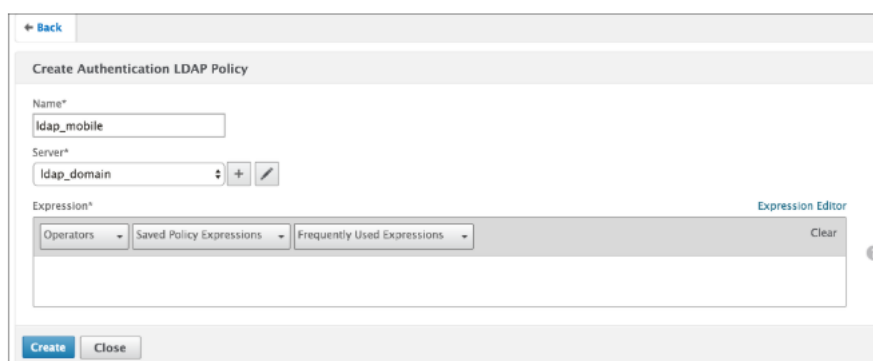 Back
Create Authentication LDAP Policy
Name*
ldap_mobile
Server*
ldap_domain
Expression* Expression Editor
Operators Saved Policy Expressions Frequently Used Expressions Clear
Create Close